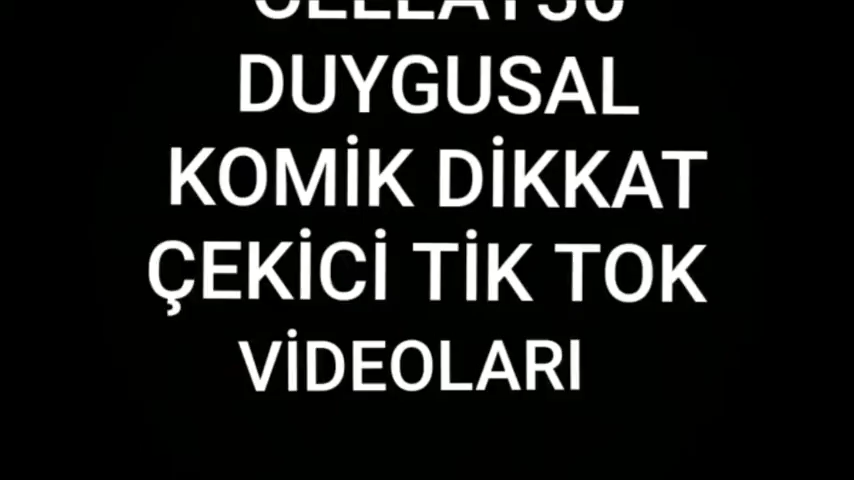 DUYGUSAL
KOMİK DİKKAT
ÇEKİCİ TİK TOK
VİDEOLARI